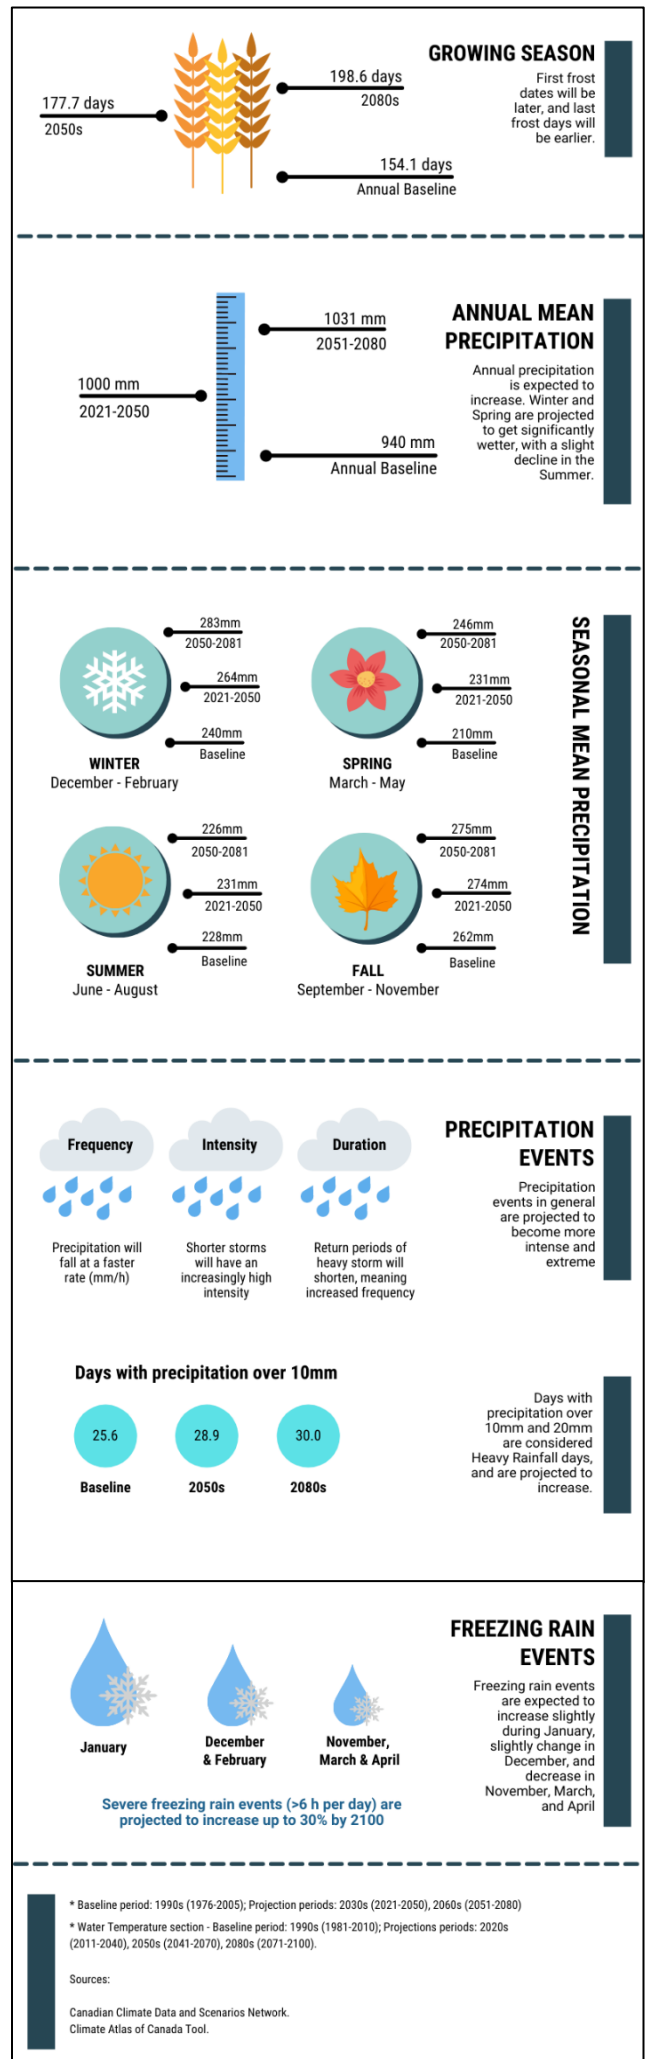 GROWING SEASON
First frost
dates will be
later, and last
frost days will
be earlier.
198.6 days
2080s
177.7 days
2050s
154.1 days
Annual Baseline
ANNUAL MEAN
PRECIPITATION
Annual precipitation
is expected to
increase. Winter and
Spring are projected
to get significantly
wetter, with a slight
decline in the
Summer.
1031 mm
2051-2080
1000 mm
2021-2050
940 mm
Annual Baseline
SEASONAL MEAN PRECIPITATION
283mm
2050-2081
264mm
2021-2050
240mm
Baseline
WINTER
December - February
246mm
2050-2081
231mm
2021-2050
210mm
Baseline
SPRING
March - May
226mm
2050-2081
231mm
2021-2050
228mm
Baseline
SUMMER
June - August
275mm
2050-2081
274mm
2021-2050
262mm
Baseline
FALL
September - November
PRECIPITATION
EVENTS
Precipitation
events in general
are projected to
become more
intense and
extreme
Frequency
Precipitation will
fall at a faster
rate (mm/h)
Intensity
Shorter storms
will have an
increasingly high
intensity
Duration
Return periods of
heavy storm will
shorten, meaning
increased frequency
Days with precipitation over 10mm
25.6
Baseline
28.9
2050s
30.0
2080s
Days with
precipitation over
10mm and 20mm
are considered
Heavy Rainfall days,
and are projected to
increase.
FREEZING RAIN
EVENTS
Freezing rain events
are expected to
increase slightly
during January,
slightly change in
December, and
decrease in
November, March,
and April
January
December
& February
November,
March & April
Severe freezing rain events (>6 h per day) are
projected to increase up to 30% by 2100
* Baseline period: 1990s (1976-2005); Projection periods: 2030s (2021-2050), 2060s (2051-2080)
* Water Temperature section - Baseline period: 1990s (1981-2010); Projections periods: 2020s
(2011-2040), 2050s (2041-2070), 2080s (2071-2100).
Sources:
Canadian Climate Data and Scenarios Network.
Climate Atlas of Canada Tool.